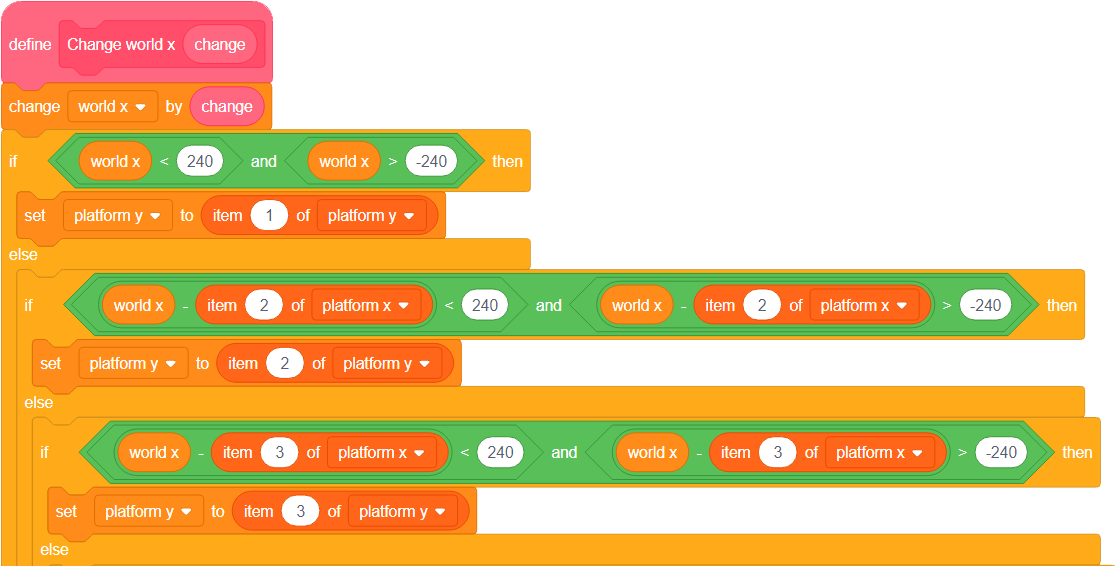 define Change world x change
change world x by change
if world x < 240 and world x > -240 then
set platform y to item 1 of platform y
else
if world x - item 2 of platform x < 240 and world x - item 2 of platform x > -240 then
set platform y to item 2 of platform y
else
if world x - item 3 of platform x < 240 and world x - item 3 of platform x > -240 then
set platform y to item 3 of platform y
else